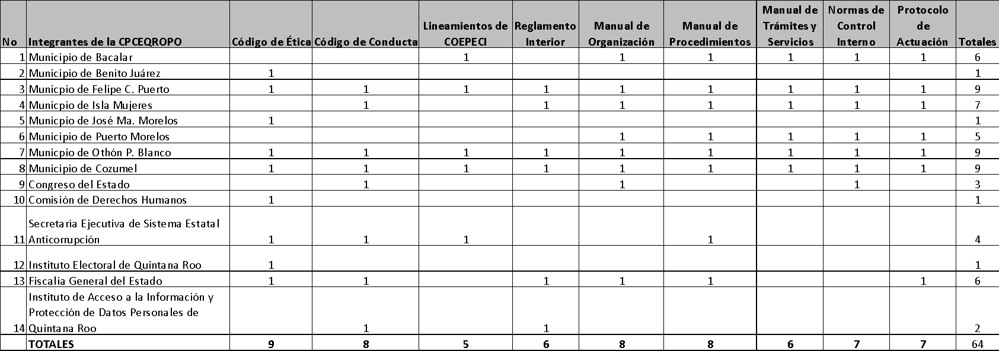 No Integrantes de la CPCEQROPO Código de Ética Código de Conducta Lineamientos de COEPECI Reglamento Interior Manual de Organización Manual de Procedimientos Manual de Trámites y Servicios Normas de Control Interno Protocolo de Actuación Totales
1 Municipio de Bacalar 1 1 1 1 1 1 6
2 Municipio de Benito Juárez 1 1
3 Municpio de Felipe C. Puerto 1 1 1 1 1 1 1 1 1 9
4 Municpio de Isla Mujeres 1 1 1 1 1 1 1 7
5 Municpio de José Ma. Morelos 1 1
6 Municipio de Puerto Morelos 1 1 1 1 1 5
7 Municpio de Othón P. Blanco 1 1 1 1 1 1 1 1 1 9
8 Municipio de Cozumel 1 1 1 1 1 1 1 1 1 9
9 Congreso del Estado 1 1 1 3
10 Comisión de Derechos Humanos 1 1
Secretaría Ejecutiva de Sistema Estatal
11 Anticorrupción 1 1 1 1 4
12 Instituto Electoral de Quintana Roo 1 1
13 Fiscalia General del Estado 1 1 1 1 1 1 6
Instituto de Acceso a la Información y
Protección de Datos Personales de
14 Quintana Roo 1 1 2
TOTALES 9 8 5 6 8 8 6 7 7 64